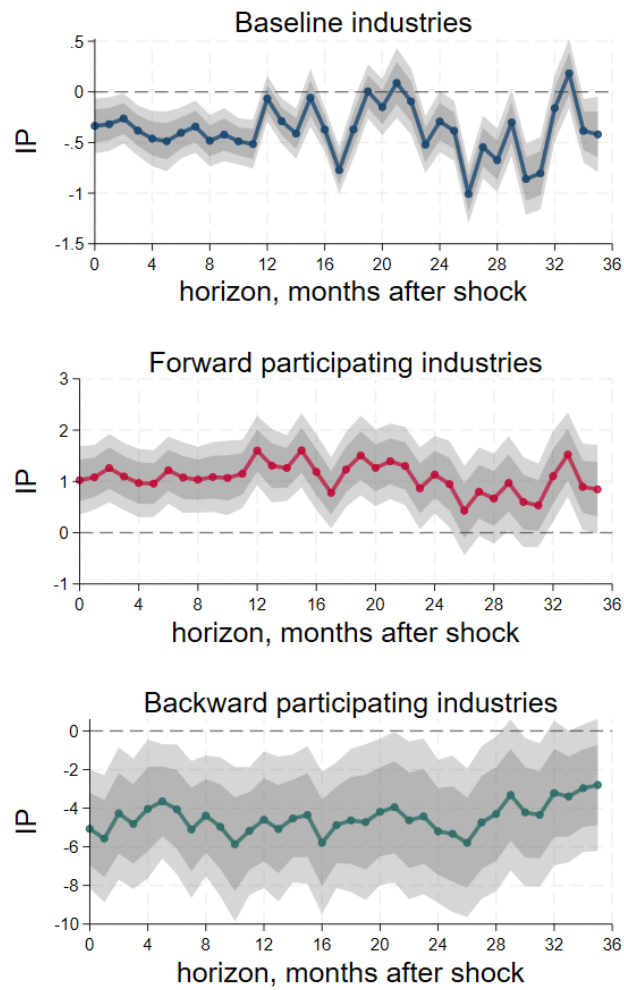 Baseline industries
.5
0
-.5
-1
-1.5
IP
0 4 8 12 16 20 24 28 32 36
horizon, months after shock
Forward participating industries
3
2
1
0
-1
IP
0 4 8 12 16 20 24 28 32 36
horizon, months after shock
Backward participating industries
0
-2
-4
-6
-8
-10
IP
0 4 8 12 16 20 24 28 32 36
horizon, months after shock